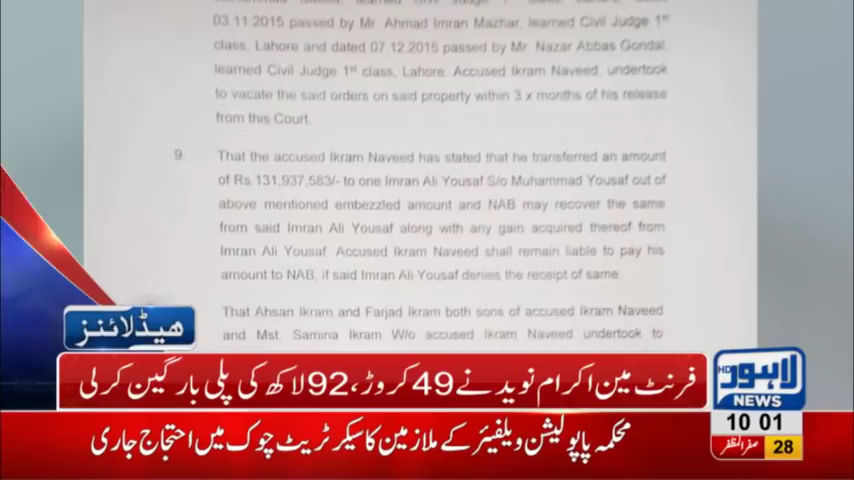 03.11.2015 passed by Mr. Ahmad Imran Mazhar, learned Civil Judge 1st
class, Lahore and dated 07.12.2015 passed by Mr. Nazar Abbas Gondal,
learned Civil Judge 1st class, Lahore. Accused Ikram Naveed, undertook
to vacate the said orders on said property within 3 x months of his release
from this Court.
9. That the accused Ikram Naveed has stated that he transferred an amount
of Rs.131,937,583/- to one Imran Ali Yousaf S/o Muhammad Yousaf out of
above mentioned embezzled amount and NAB may recover the same
from said Imran Ali Yousaf along with any gain acquired thereof from
Imran Ali Yousaf. Accused Ikram Naveed shall remain liable to pay his
amount to NAB, if said Imran Ali Yousaf denies the receipt of same.
That Ahsan Ikram and Farjad Ikram both sons of accused Ikram Naveed
and Mst. Samina Ikram W/o accused Ikram Naveed undertook to
ہیڈلائنز
فرنٹ مین اکرام نوید نے 49 کروڑ، 92 لاکھ کی پلی بارگین کرلی
لاہور HD
NEWS
10 01
محکمہ پاپولیشن ویلفیئر کے ملازمین کا سیکرٹریٹ چوک میں احتجاج جاری
صفر المظفر 28